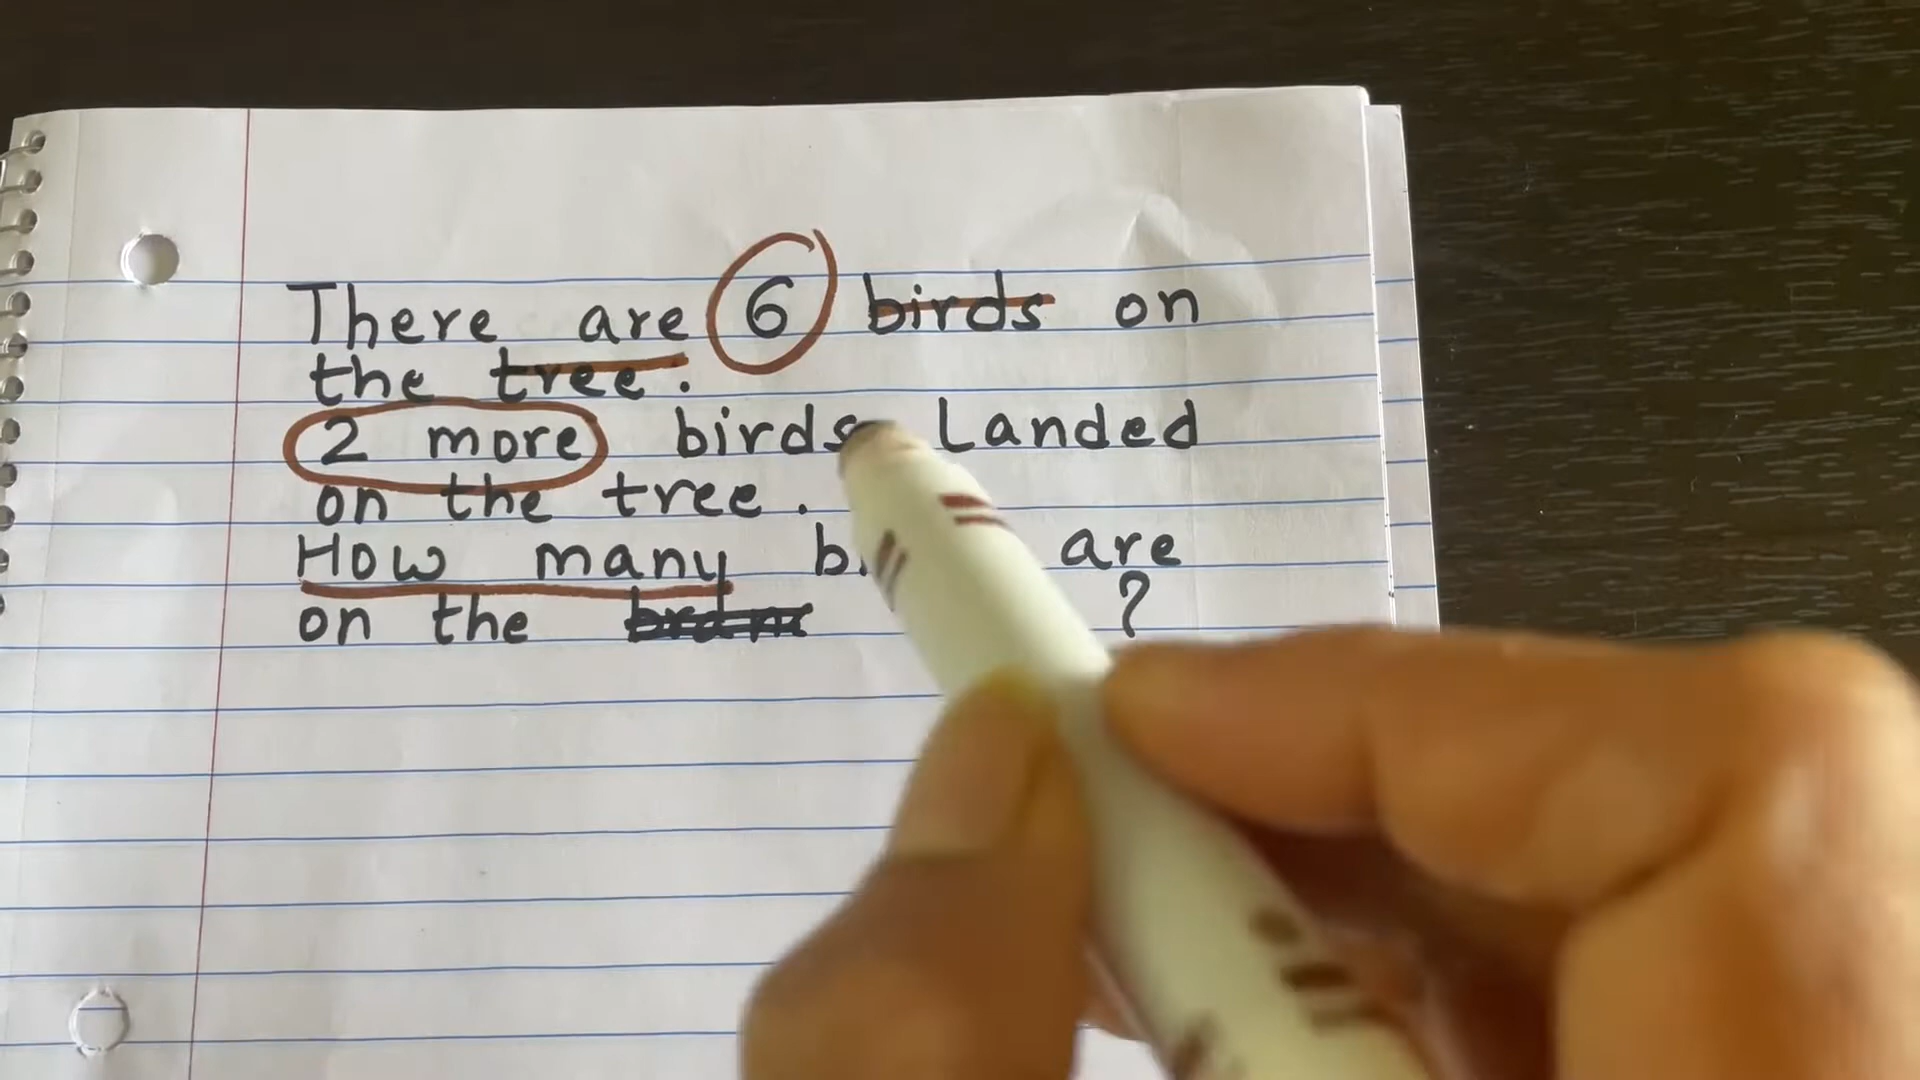 There are 6 birds on
the tree.
2 more birds Landed
on the tree.
How many are
on the ?